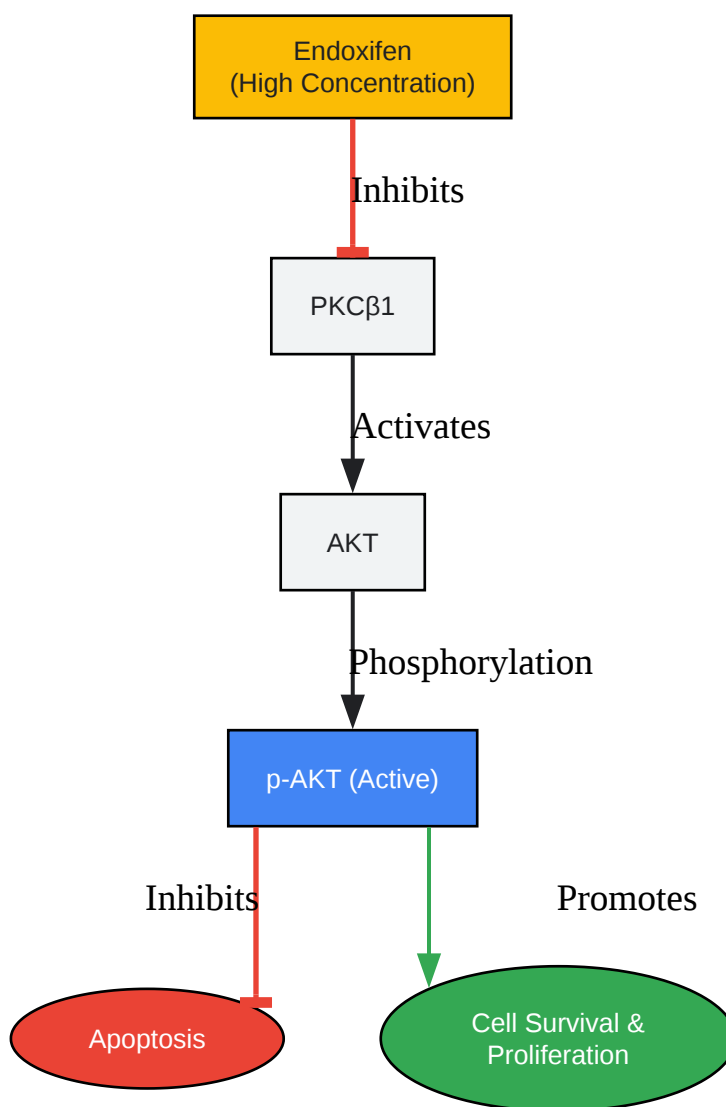 Endoxifen
(High Concentration)
Inhibits
PKCβ1
Activates
AKT
Phosphorylation
p-AKT (Active)
Inhibits
Promotes
Apoptosis
Cell Survival &
Proliferation